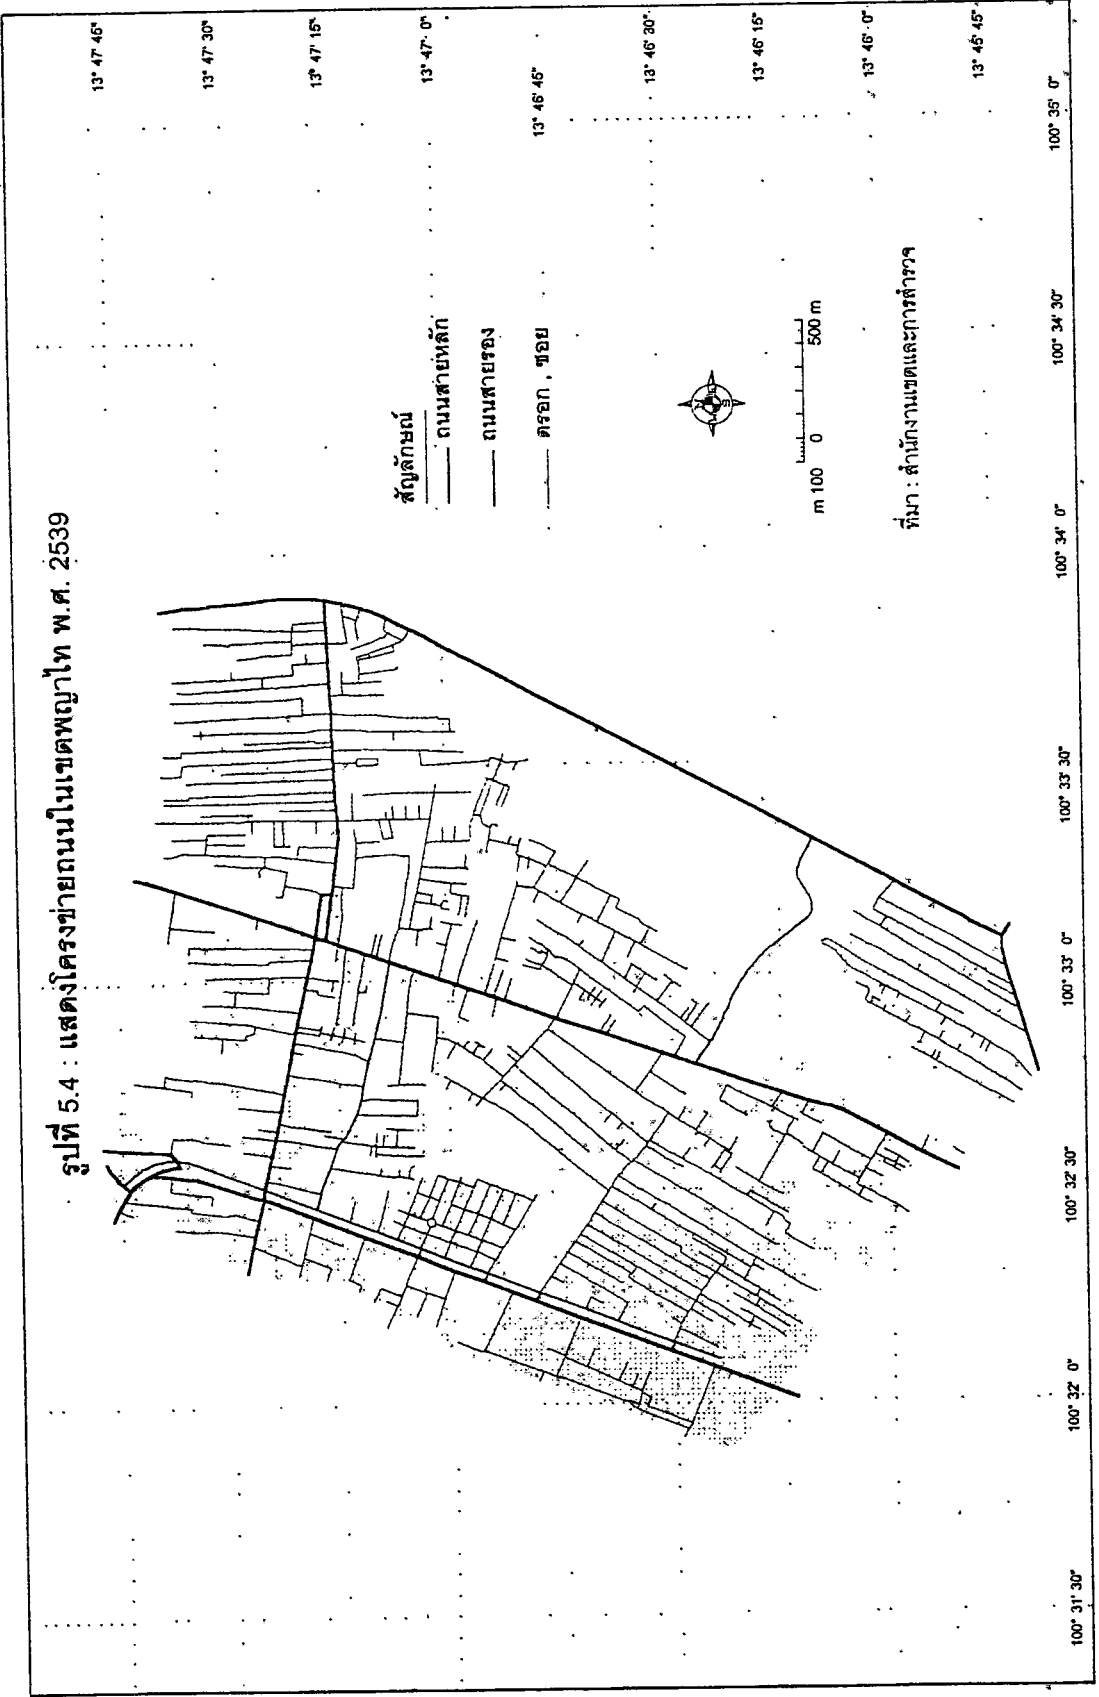 รูปที่ 5.4 : แสดงโครงข่ายถนนในเขตพญาไท พ.ศ. 2539
13° 47' 45"
13° 47' 30"
13° 47' 15"
13° 47' 0"
13° 46' 45"
13° 46' 30"
13° 46' 15"
13° 46' 0"
13° 45' 45"
สัญลักษณ์
ถนนสายหลัก
ถนนสายรอง
ตรอก , ซอย
m 100 0 500 m
ที่มา : สำนักงานเขตและการสำรวจ
100° 31' 30" 100° 32' 0" 100° 32' 30" 100° 33' 0" 100° 33' 30" 100° 34' 0" 100° 34' 30" 100° 35' 0"